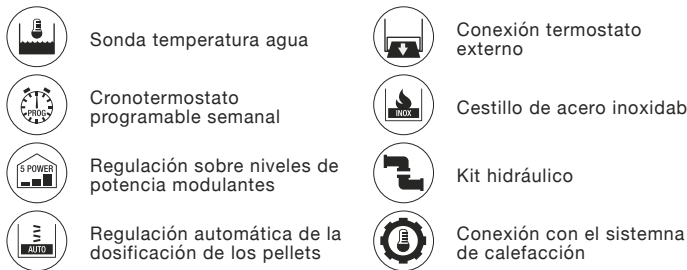 Sonda temperatura agua
Conexión termostato
externo
PROG.
Cronotermostato
programable semanal
INOX
Cestillo de acero inoxidab
5 POWER
Regulación sobre niveles de
potencia modulantes
Kit hidráulico
AUTO
Regulación automática de la
dosificación de los pellets
Conexión con el sistemna
de calefacción